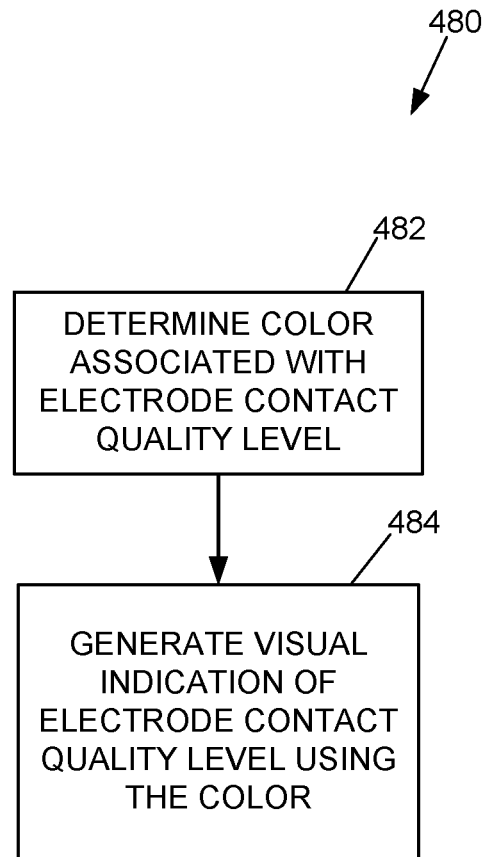 480
482
DETERMINE COLOR
ASSOCIATED WITH
ELECTRODE CONTACT
QUALITY LEVEL
484
GENERATE VISUAL
INDICATION OF
ELECTRODE CONTACT
QUALITY LEVEL USING
THE COLOR